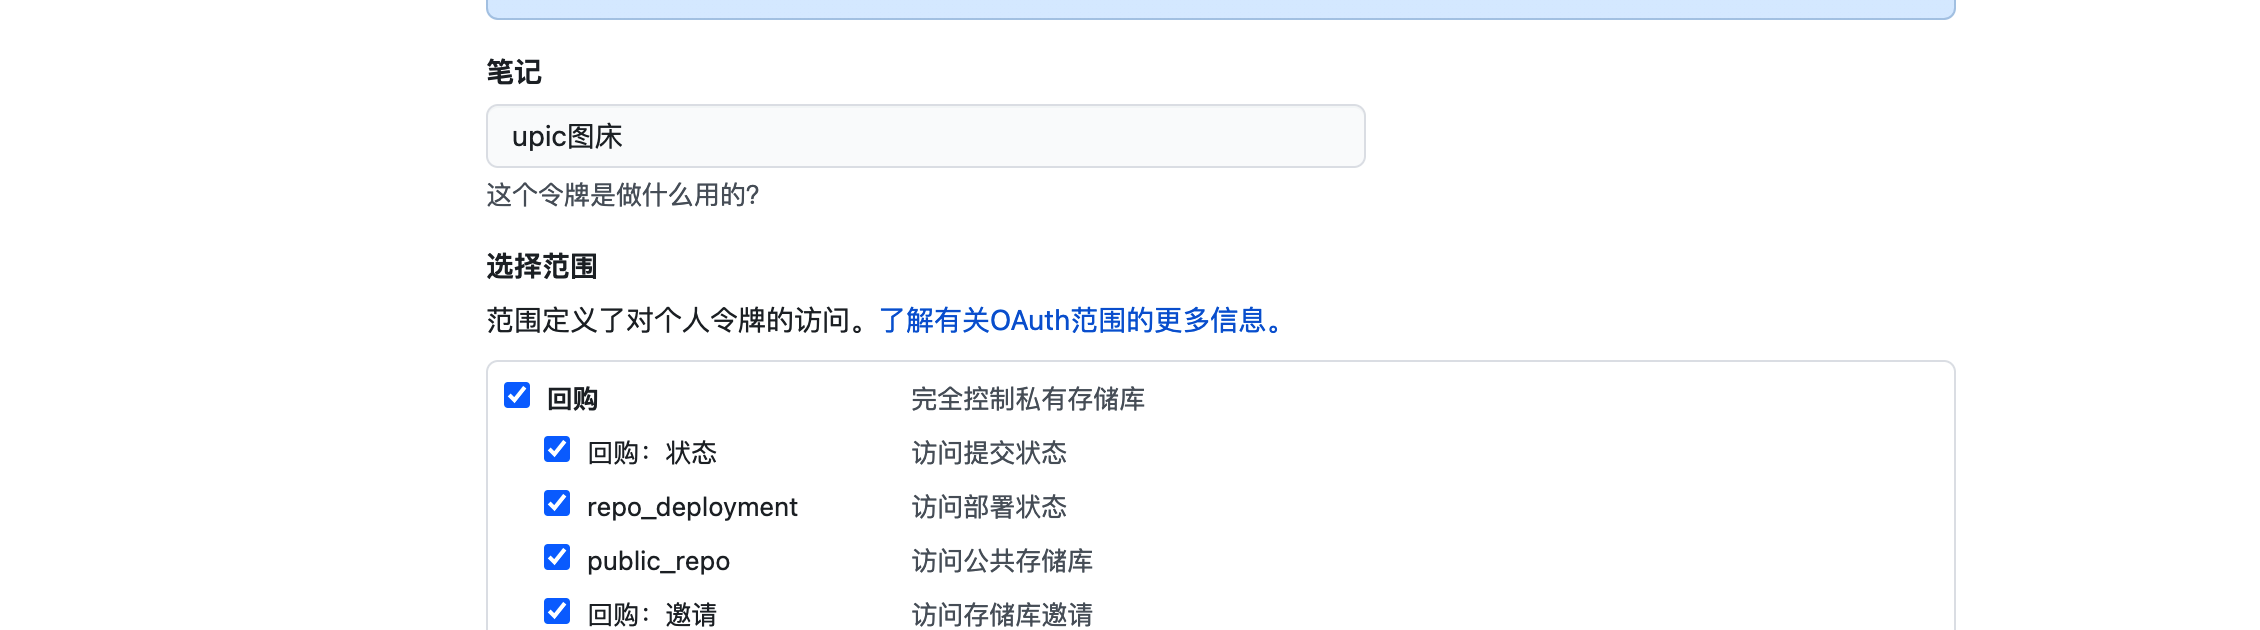 笔记
upic图床
这个令牌是做什么用的?
选择范围
范围定义了对个人令牌的访问。了解有关OAuth范围的更多信息。
回购 完全控制私有存储库
回购：状态 访问提交状态
repo_deployment 访问部署状态
public_repo 访问公共存储库
回购：邀请 访问存储库邀请